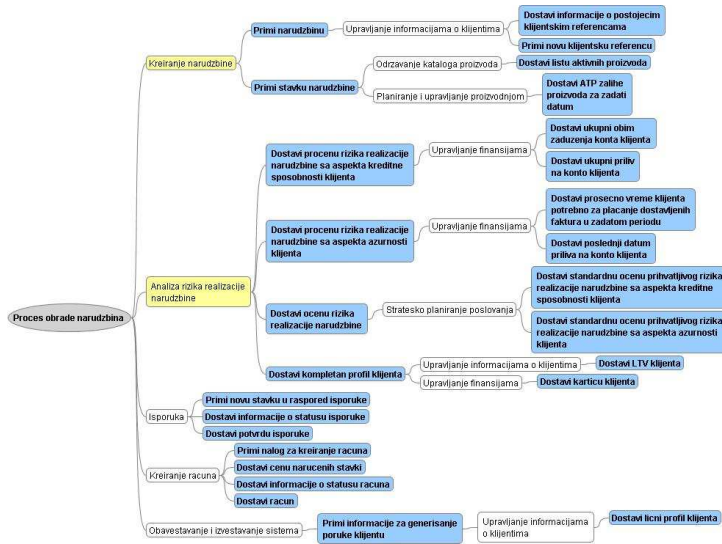 Proces obrade narudzbina
Kreiranje narudzbine
Primi narudzbinu
Upravljanje informacijama o klijentima
Dostavi informacije o postojecim
klijentskim referencama
Primi novu klijentsku referencu
Primi stavku narudzbine
Odrzavanje kataloga proizvoda
Dostavi listu aktivnih proizvoda
Planiranje i upravljanje proizvodnjom
Dostavi ATP zalihe
proizvoda za zadati
datum
Analiza rizika realizacije
narudzbine
Dostavi procenu rizika realizacije
narudzbine sa aspekta kreditne
sposobnosti klijenta
Upravljanje finansijama
Dostavi ukupni obim
zaduzenja konta klijenta
Dostavi ukupni priliv
na konto klijenta
Dostavi procenu rizika realizacije
narudzbine sa aspekta azurnosti
klijenta
Upravljanje finansijama
Dostavi prosecno vreme klijenta
potrebno za placanje dostavljenih
faktura u zadatom periodu
Dostavi poslednji datum
priliva na konto klijenta
Dostavi ocenu rizika
realizacije narudzbine
Stratesko planiranje poslovanja
Dostavi standardnu ocenu prihvatljivog rizika
realizacije narudzbine sa aspekta kreditne
sposobnosti klijenta
Dostavi standardnu ocenu prihvatljivog rizika
realizacije narudzbine sa aspekta azurnosti
klijenta
Dostavi kompletan profil klijenta
Upravljanje informacijama o klijentima
Dostavi LTV klijenta
Upravljanje finansijama
Dostavi karticu klijenta
Isporuka
Primi novu stavku u raspored isporuke
Dostavi informacije o statusu isporuke
Dostavi potvrdu isporuke
Kreiranje racuna
Primi nalog za kreiranje racuna
Dostavi cenu narucenih stavki
Dostavi informacije o statusu racuna
Dostavi racun
Obavestavanje i izvestavanje sistema
Primi informacije za generisanje
poruke klijentu
Upravljanje informacijama
o klijentima
Dostavi licni profil klijenta